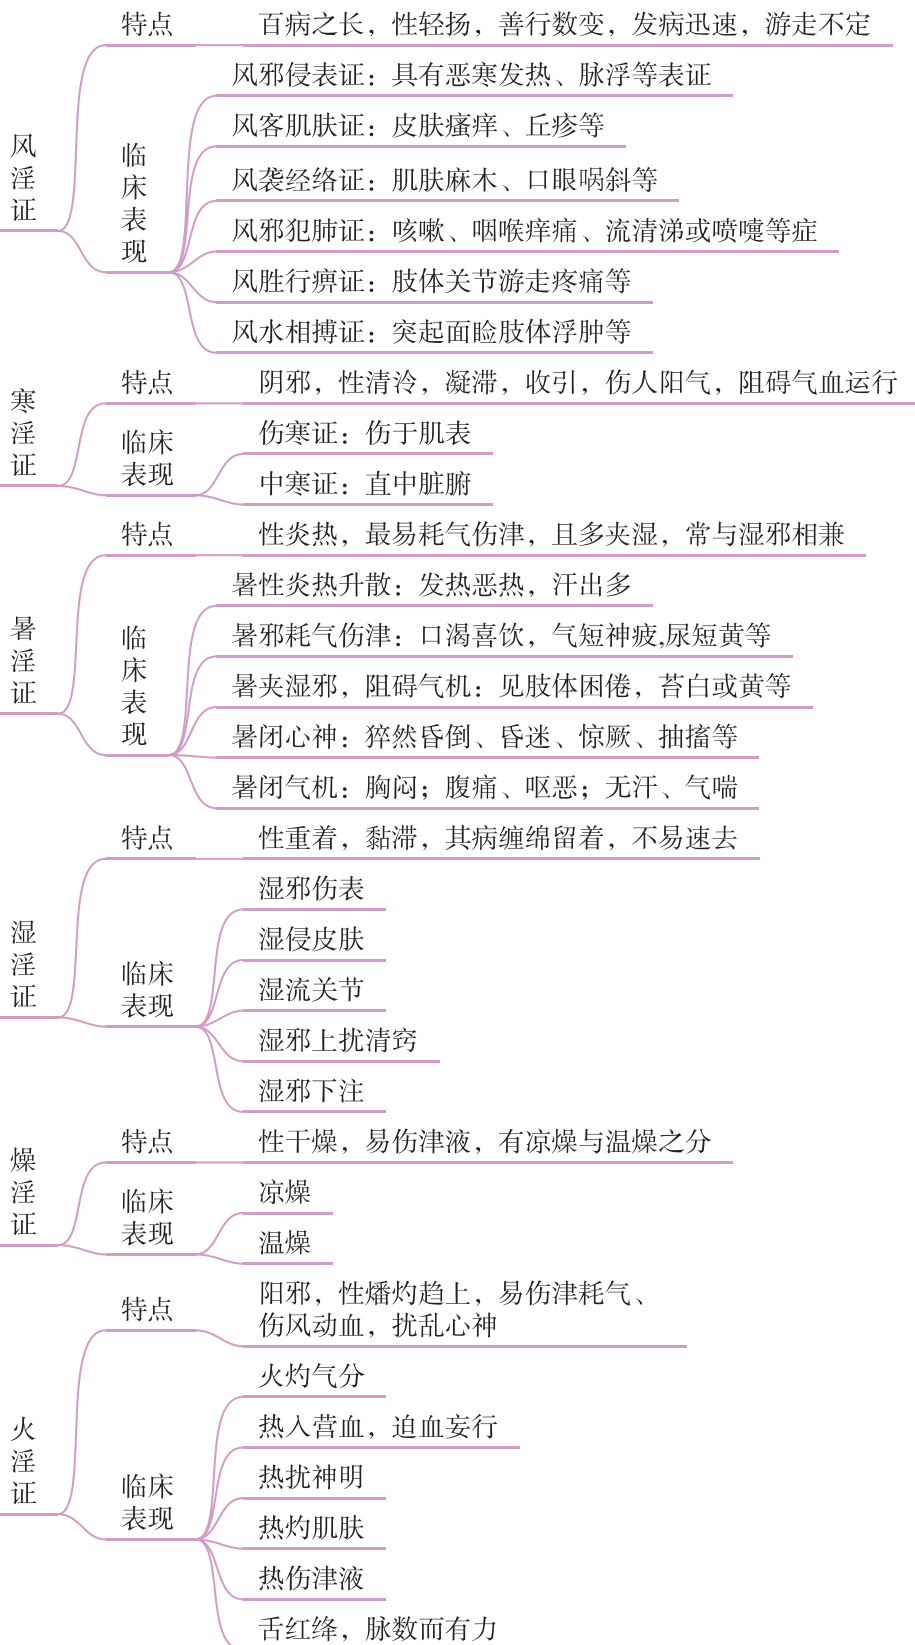 风淫证
特点
百病之长，性轻扬，善行数变，发病迅速，游走不定
临床表现
风邪侵表证：具有恶寒发热、脉浮等表证
风客肌肤证：皮肤瘙痒、丘疹等
风袭经络证：肌肤麻木、口眼㖞斜等
风邪犯肺证：咳嗽、咽喉痒痛、流清涕或喷嚏等症
风胜行痹证：肢体关节游走疼痛等
风水相搏证：突起面睑肢体浮肿等
寒淫证
特点
阴邪，性清泠，凝滞，收引，伤人阳气，阻碍气血运行
临床
表现
伤寒证：伤于肌表
中寒证：直中脏腑
暑淫证
特点
性炎热，最易耗气伤津，且多夹湿，常与湿邪相兼
临床表现
暑性炎热升散：发热恶热，汗出多
暑邪耗气伤津：口渴喜饮，气短神疲,尿短黄等
暑夹湿邪，阻碍气机：见肢体困倦，苔白或黄等
暑闭心神：猝然昏倒、昏迷、惊厥、抽搐等
暑闭气机：胸闷；腹痛、呕恶；无汗、气喘
湿淫证
特点
性重着，黏滞，其病缠绵留着，不易速去
临床
表现
湿邪伤表
湿侵皮肤
湿流关节
湿邪上扰清窍
湿邪下注
燥淫证
特点
性干燥，易伤津液，有凉燥与温燥之分
临床
表现
凉燥
温燥
火淫证
特点
阳邪，性燔灼趋上，易伤津耗气、
伤风动血，扰乱心神
临床
表现
火灼气分
热入营血，迫血妄行
热扰神明
热灼肌肤
热伤津液
舌红绛，脉数而有力